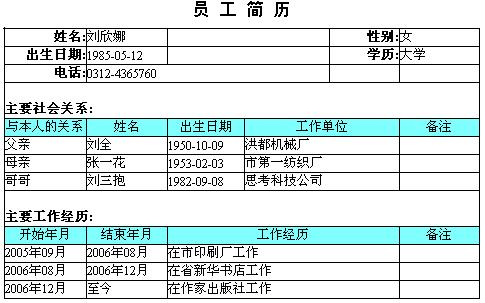 员 工 简 历
姓名: 刘欣娜 性别: 女
出生日期: 1985-05-12 学历: 大学
电话: 0312-4365760
主要社会关系:
与本人的关系 姓名 出生日期 工作单位 备注
父亲 刘全 1950-10-09 洪都机械厂
母亲 张一花 1953-02-03 市第一纺织厂
哥哥 刘三抱 1982-09-08 思考科技公司
主要工作经历:
开始年月 结束年月 工作经历 备注
2005年09月 2006年08月 在市印刷厂工作
2006年08月 2006年12月 在省新华书店工作
2006年12月 至今 在作家出版社工作